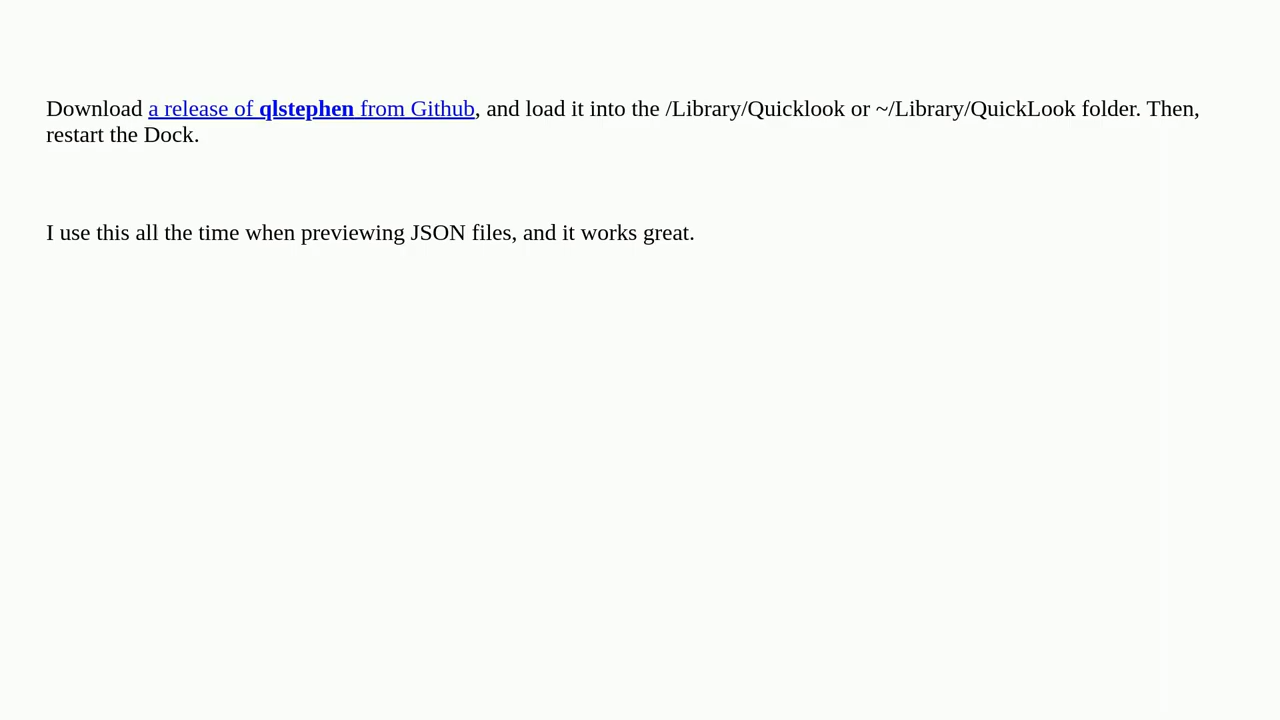 Download a release of qlstephen from Github, and load it into the /Library/Quicklook or ~/Library/QuickLook folder. Then,
restart the Dock.
I use this all the time when previewing JSON files, and it works great.